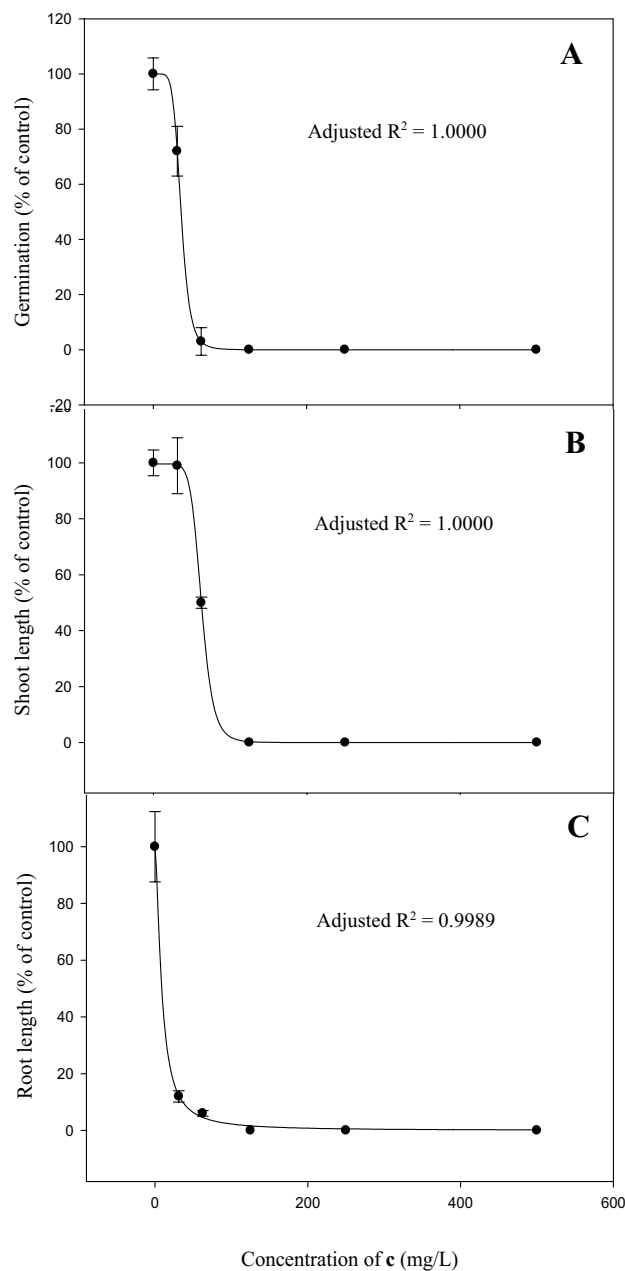 120
A
100
Adjusted R² = 1.0000
80
60
40
20
0
-20
Germination (% of control)
120
B
100
Adjusted R² = 1.0000
80
60
40
20
0
Shoot length (% of control)
C
100
Adjusted R² = 0.9989
80
60
40
20
0
Root length (% of control)
0 200 400 600
Concentration of c (mg/L)